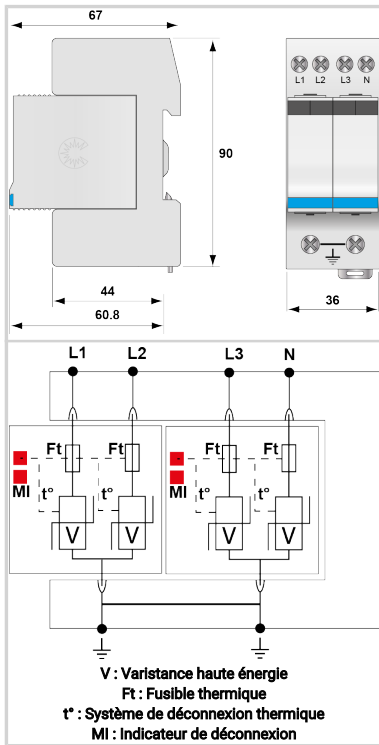 67
L1 L2 L3 N
90
44
60.8
36
L1 L2 L3 N
Ft Ft Ft Ft
MI t° t° MI t° t°
V V V V
V : Varistance haute énergie
Ft : Fusible thermique
t° : Système de déconnexion thermique
MI : Indicateur de déconnexion